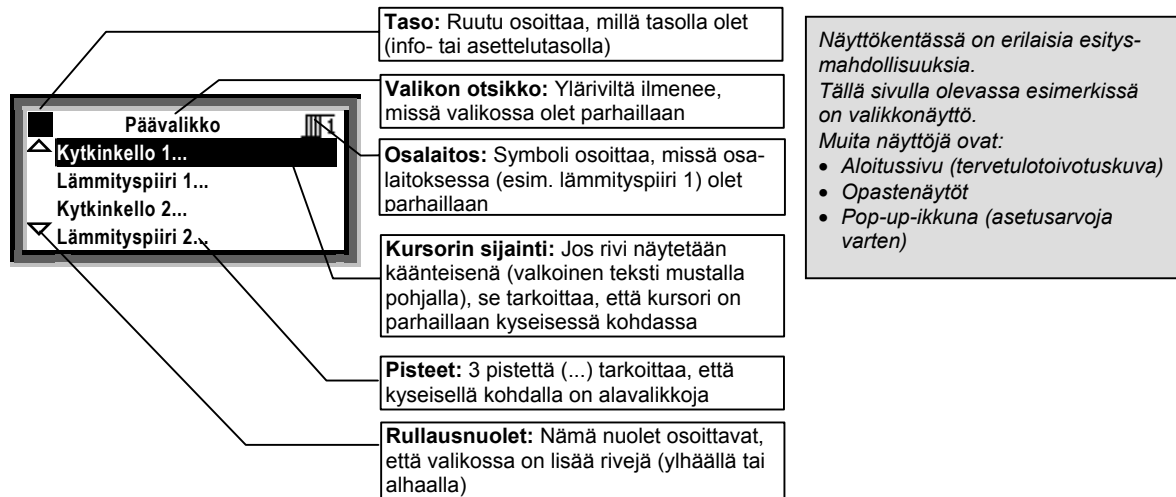 Päävalikko
1
Kytkinkello 1...
Lämmityspiiri 1...
Kytkinkello 2...
Lämmityspiiri 2...
Taso: Ruutu osoittaa, millä tasolla olet
(info- tai asettelutasolla)
Valikon otsikko: Yläriviltä ilmenee,
missä valikossa olet parhaillaan
Osalaitos: Symboli osoittaa, missä osa-
laitoksessa (esim. lämmityspiiri 1) olet
parhaillaan
Kursorin sijainti: Jos rivi näytetään
käänteisenä (valkoinen teksti mustalla
pohjalla), se tarkoittaa, että kursori on
parhaillaan kyseisessä kohdassa
Pisteet: 3 pistettä (...) tarkoittaa, että
kyseisellä kohdalla on alavalikkoja
Rullausnuolet: Nämä nuolet osoittavat,
että valikossa on lisää rivejä (ylhäällä tai
alhaalla)
Näyttökentässä on erilaisia esitys-
mahdollisuuksia.
Tällä sivulla olevassa esimerkissä
on valikkonäyttö.
Muita näyttöjä ovat:
• Aloitussivu (tervetulotoivotuskuva)
• Opastenäytöt
• Pop-up-ikkuna (asetusarvoja
varten)